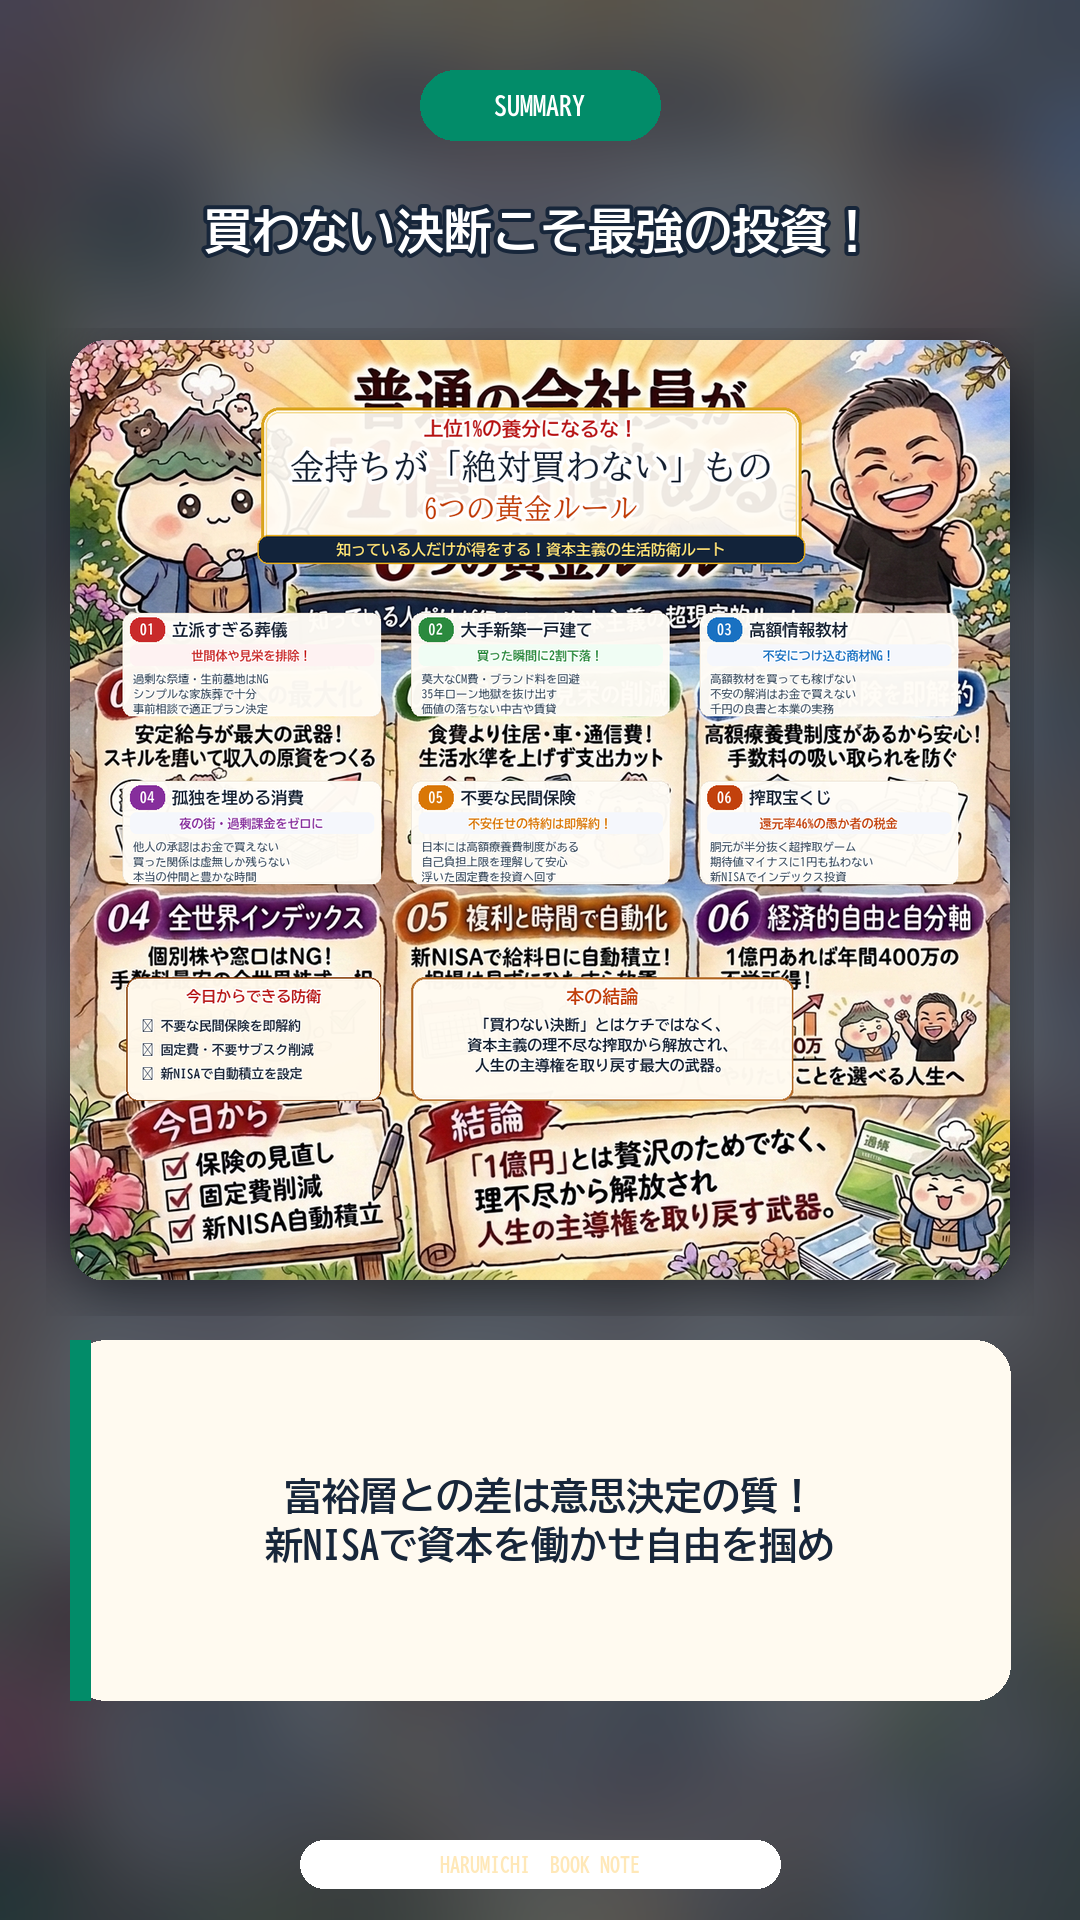 SUMMARY
買わない決断こそ最強の投資！
普通の会社員が
上位1%の養分になるな！
金持ちが「絶対買わない」もの
6つの黄金ルール
知っている人だけが得をする！資本主義の生活防衛ルート
01 立派すぎる葬儀
世間体や見栄を排除！
過剰な祭壇・生前墓地はNG
シンプルな家族葬で十分
事前相談で適正プラン決定
02 大手新築一戸建て
買った瞬間に2割下落！
莫大なCM費・ブランド料を回避
35年ローン地獄を抜け出す
価値の落ちない中古や賃貸
03 高額情報教材
不安につけ込む商材NG！
高額教材を買っても稼げない
不安の解消はお金で買えない
千円の良書と本業の実務
安定給与が最大の武器！
スキルを磨いて収入の原資をつくる
食費より住居・車・通信費！
生活水準を上げず支出カット
高額療養費制度があるから安心！
手数料の吸い取られを防ぐ
04 孤独を埋める消費
夜の街・過剰課金をゼロに
他人の承認はお金で買えない
買った関係は虚無しか残らない
本当の仲間と豊かな時間
05 不要な民間保険
不安任せの特約は即解約！
日本には高額療養費制度がある
自己負担上限を理解して安心
浮いた固定費を投資へ回す
06 搾取宝くじ
還元率46%の愚か者の税金
胴元が半分抜く超搾取ゲーム
期待値マイナスに1円も払わない
新NISAでインデックス投資
04 全世界インデックス
個別株や窓口はNG！
05 複利と時間で自動化
新NISAで給料日に自動積立！
06 経済的自由と自分軸
1億円あれば年間400万の
不労所得！
ことを選べる人生へ
今日からできる防衛
不要な民間保険を即解約
固定費・不要サブスク削減
新NISAで自動積立を設定
本の結論
「買わない決断」とはケチではなく、
資本主義の理不尽な搾取から解放され、
人生の主導権を取り戻す最大の武器。
今日から
保険の見直し
固定費削減
新NISA自動積立
結論
「1億円」とは贅沢のためでなく、
理不尽から解放され
人生の主導権を取り戻す武器。
通帳
富裕層との差は意思決定の質！
新NISAで資本を働かせ自由を掴め
HARUMICHI BOOK NOTE